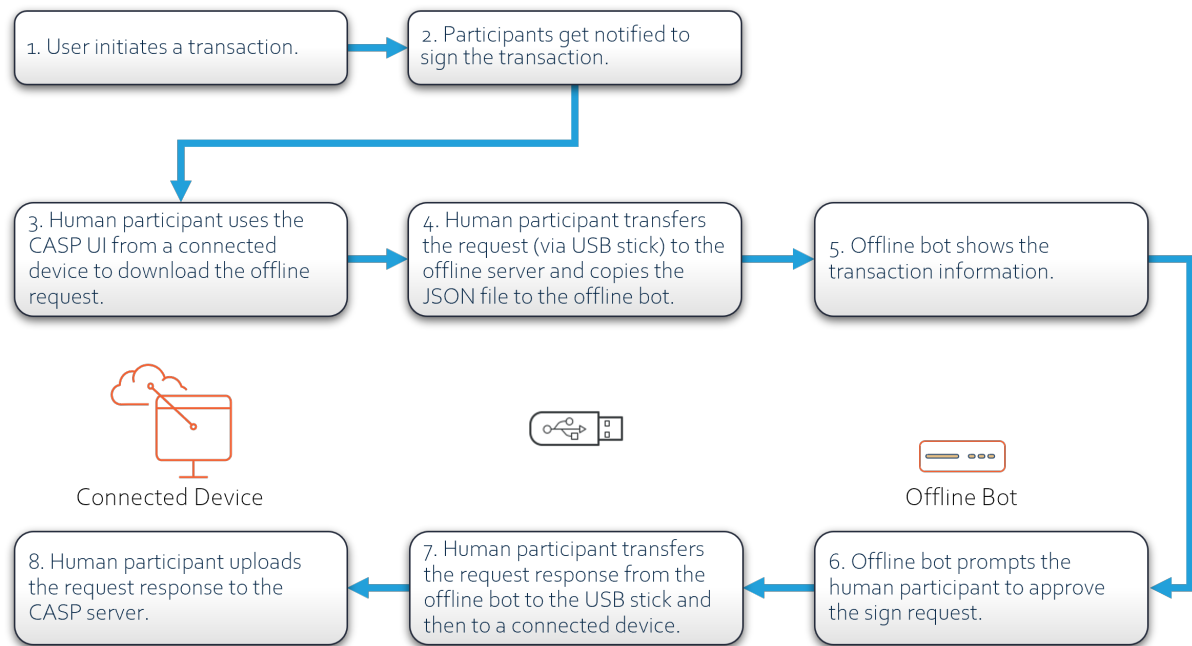 1. User initiates a transaction.
2. Participants get notified to
sign the transaction.
3. Human participant uses the
CASP UI from a connected
device to download the offline
request.
4. Human participant transfers
the request (via USB stick) to the
offline server and copies the
JSON file to the offline bot.
5. Offline bot shows the
transaction information.
Connected Device
Offline Bot
8. Human participant uploads
the request response to the
CASP server.
7. Human participant transfers
the request response from the
offline bot to the USB stick and
then to a connected device.
6. Offline bot prompts the
human participant to approve
the sign request.